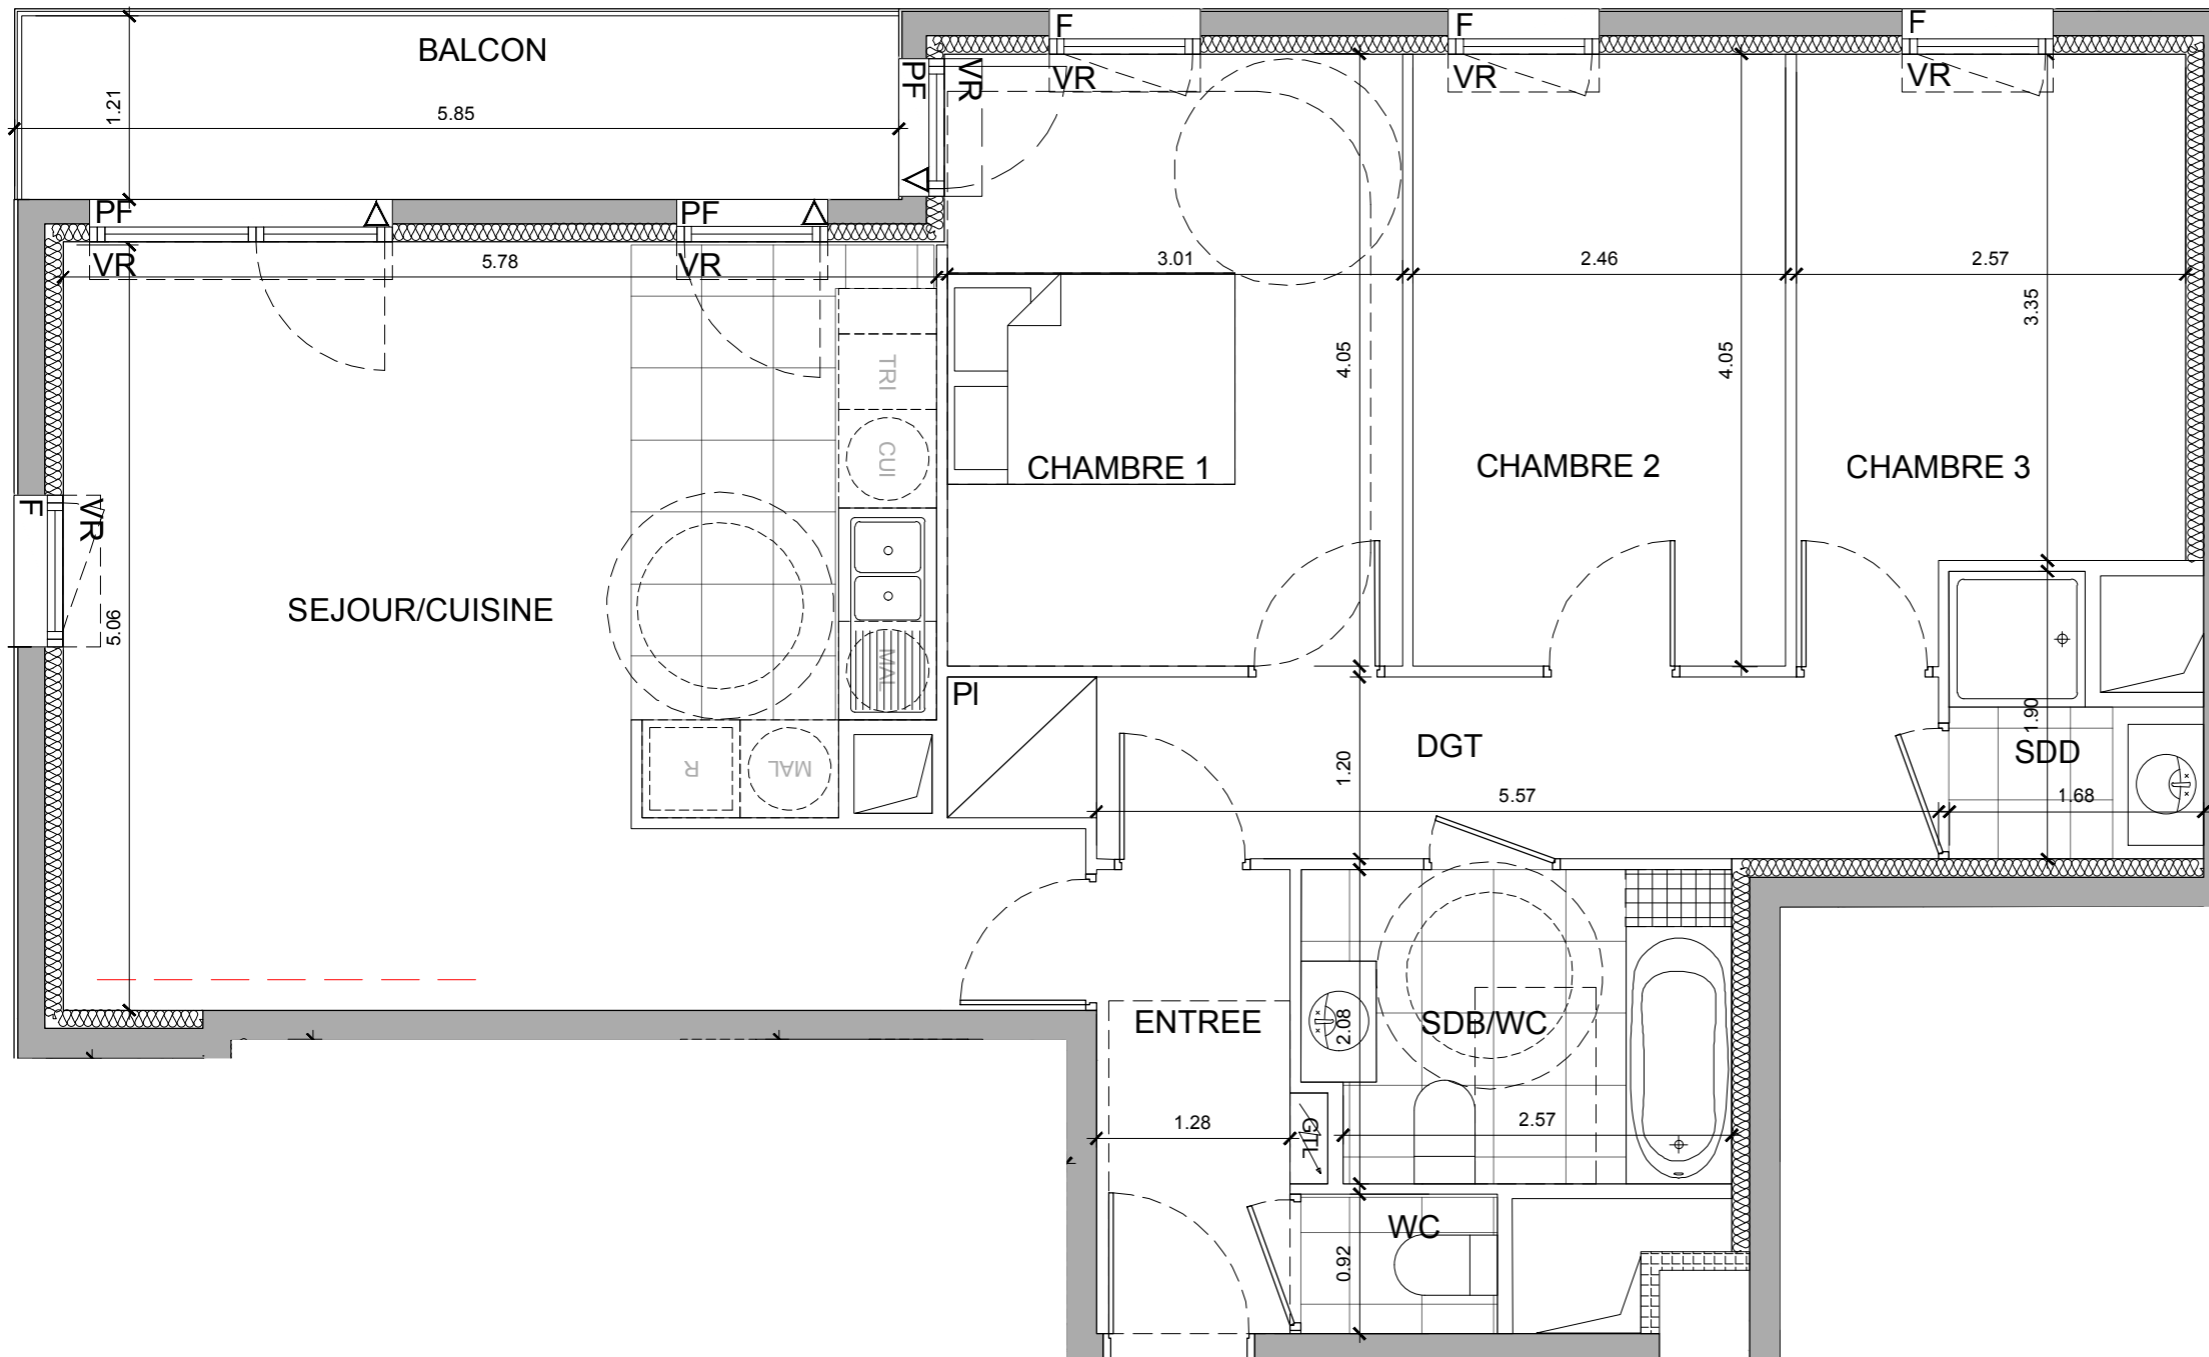 F
F
F
BALCON
PF
VR
VR
VR
VR
1.21
5.85
PF
PF
VR
VR
5.78
3.01
2.46
2.57
3.35
TRI
4.05
4.05
CUI
CHAMBRE 1
CHAMBRE 2
CHAMBRE 3
F
VR
SEJOUR/CUISINE
5.06
MAL
Pl
1.90
DGT
SDD
R
MAL
1.20
5.57
1.68
ENTREE
2.08
SDB/WC
1.28
GTL
2.57
WC
0.92